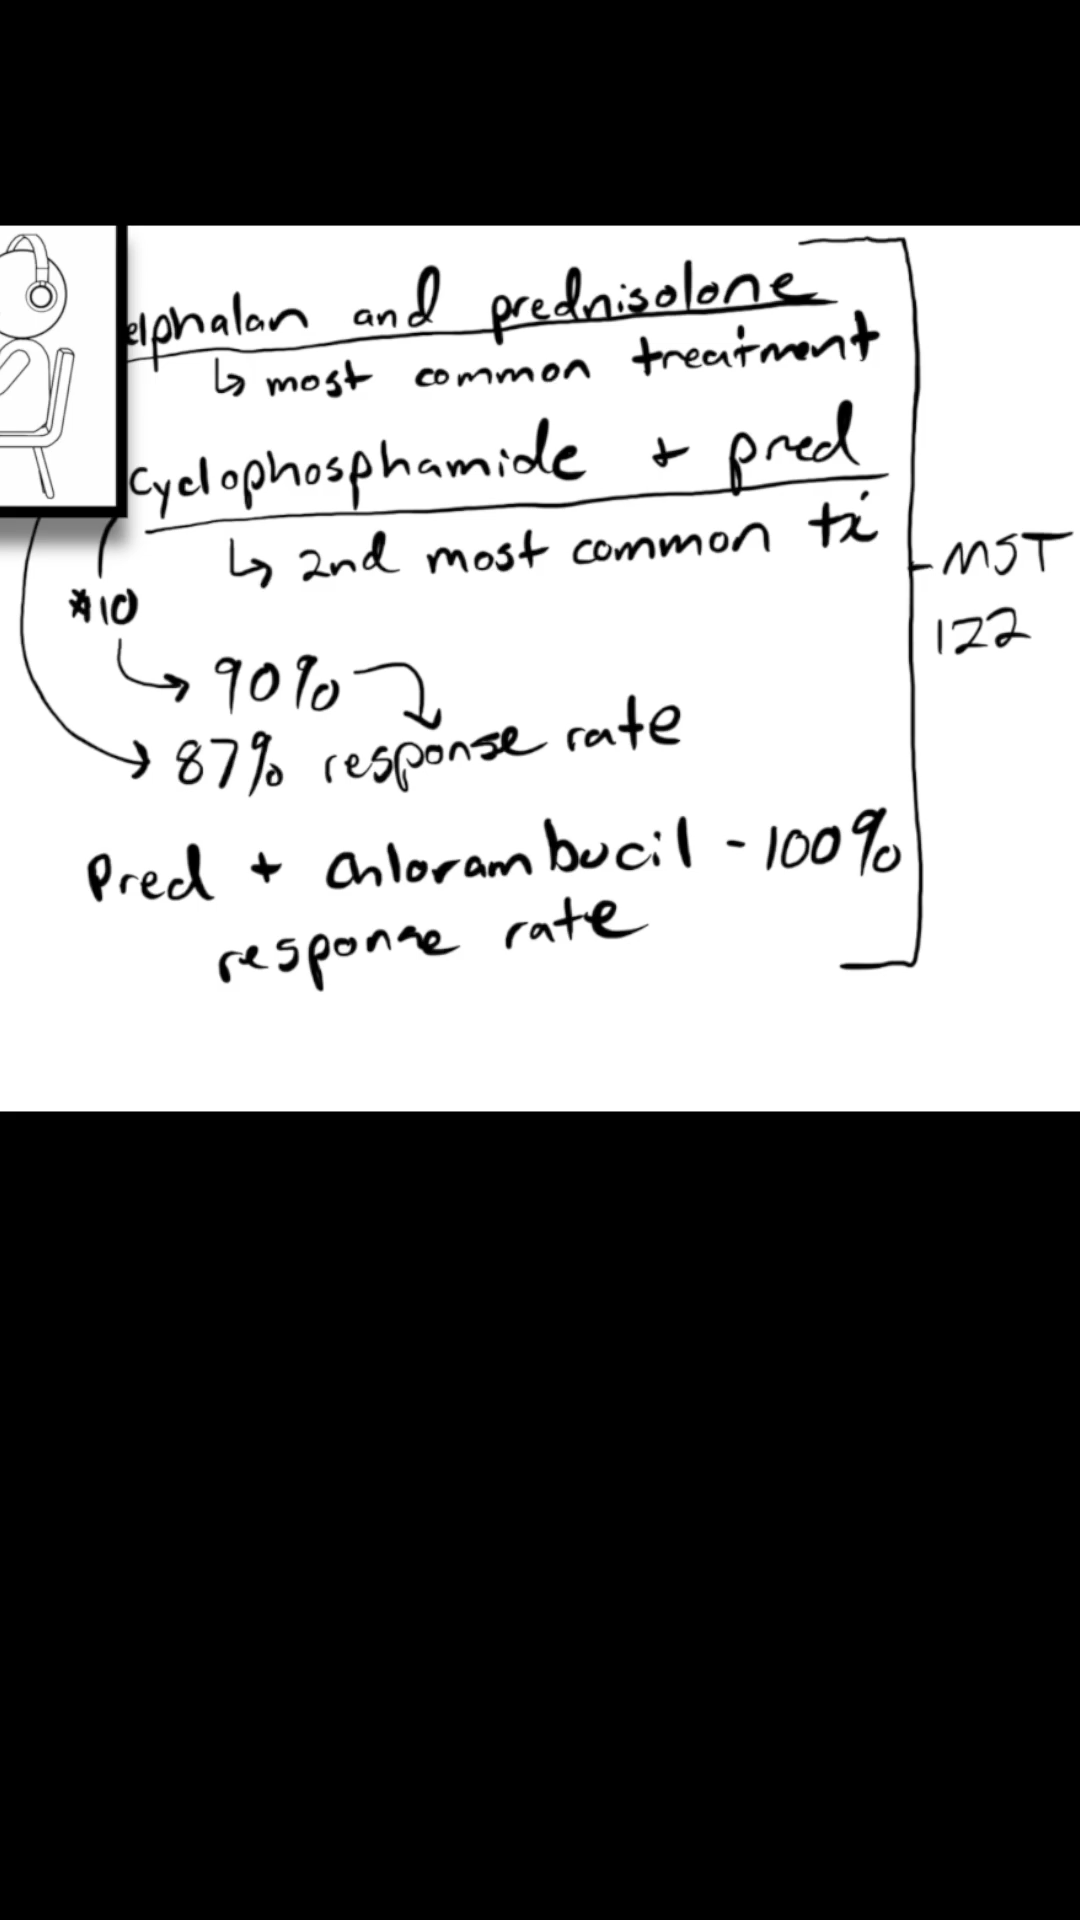 elphalan and prednisolone
↳ most common treatment
cyclophosphamide + pred
↳ 2nd most common tx
- MST
122
*10
→ 90%
→ 87% response rate
Pred + chlorambucil - 100%
response rate